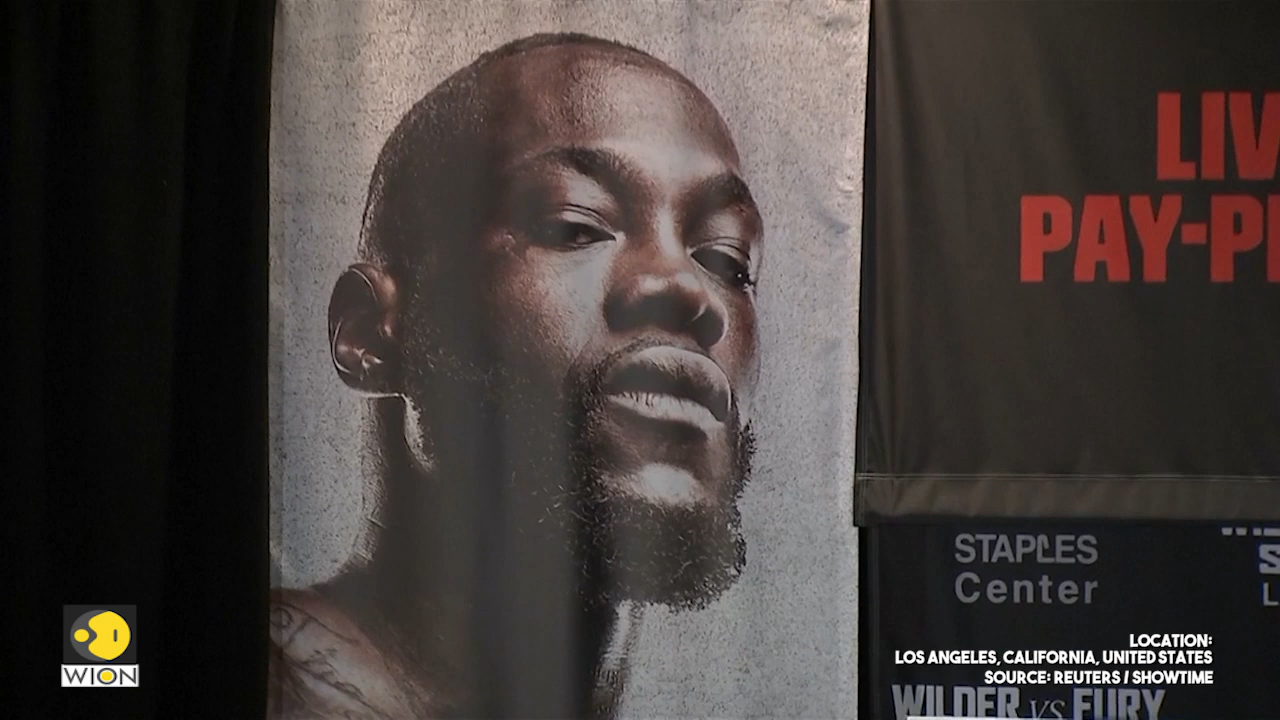 LIV
PAY-P
STAPLES
Center
LOCATION:
LOS ANGELES, CALIFORNIA, UNITED STATES
SOURCE: REUTERS / SHOWTIME
WILDER VS FURY
WION